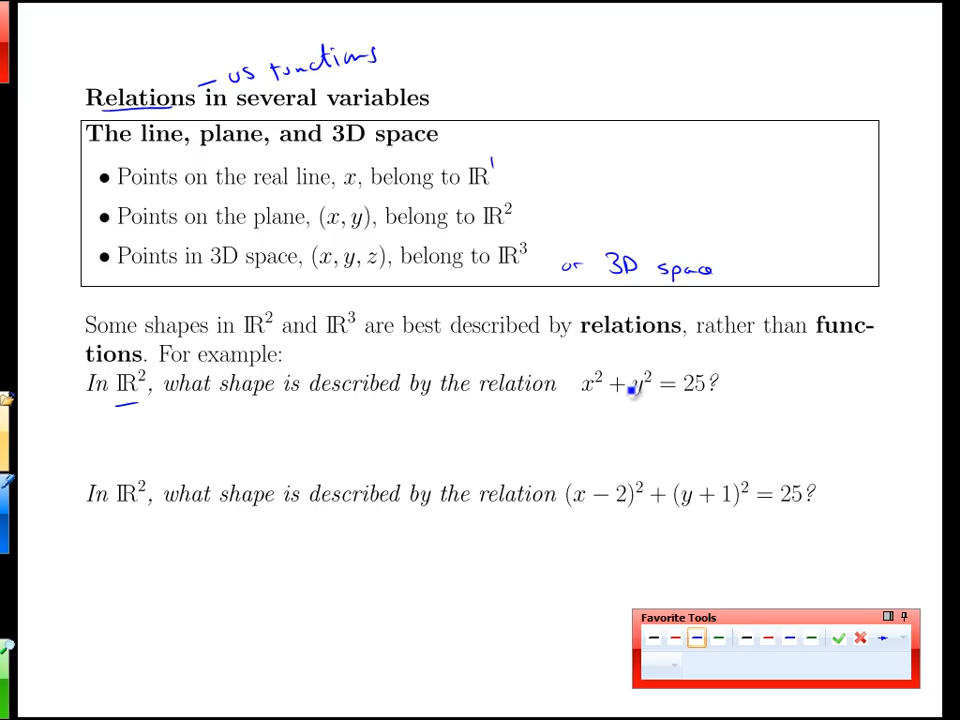 – vs functions
Relations in several variables
The line, plane, and 3D space
• Points on the real line, x, belong to ℝ¹
• Points on the plane, (x, y), belong to ℝ²
• Points in 3D space, (x, y, z), belong to ℝ³
or 3D space
Some shapes in ℝ² and ℝ³ are best described by relations, rather than func-
tions. For example:
In ℝ², what shape is described by the relation x² + y² = 25?
In ℝ², what shape is described by the relation (x − 2)² + (y + 1)² = 25?
Favorite Tools